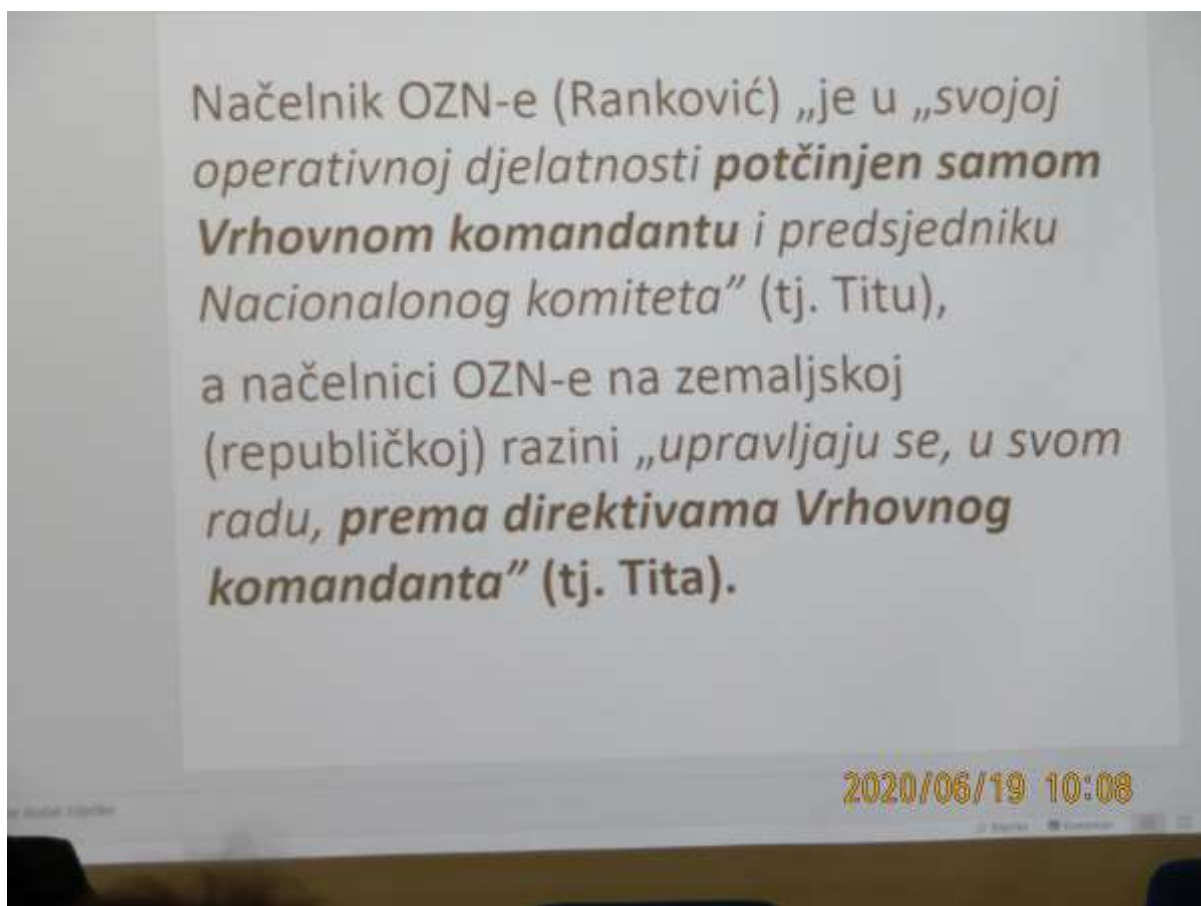 Načelnik OZN-e (Ranković) „je u „svojoj
operativnoj djelatnosti potčinjen samom
Vrhovnom komandantu i predsjedniku
Nacionalonog komiteta” (tj. Titu),
a načelnici OZN-e na zemaljskoj
(republičkoj) razini „upravljaju se, u svom
radu, prema direktivama Vrhovnog
komandanta” (tj. Tita).
2020/06/19 10:08